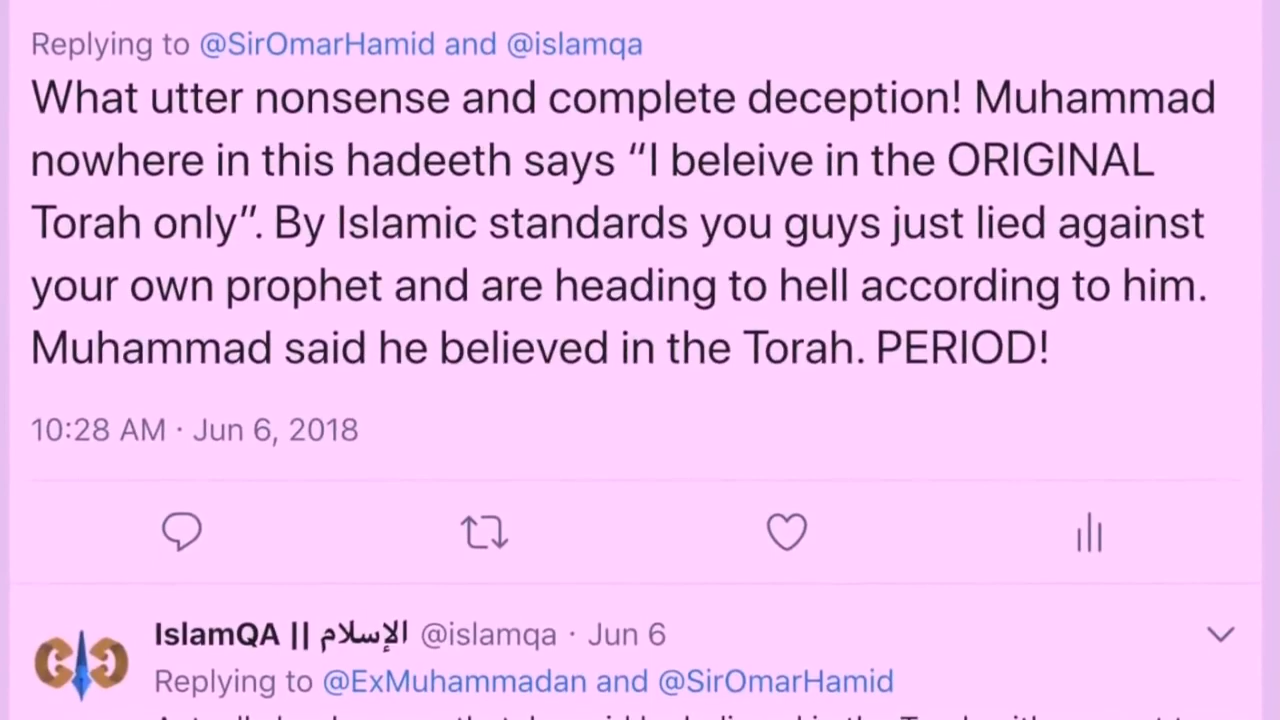 Replying to @SirOmarHamid and @islamqa
What utter nonsense and complete deception! Muhammad
nowhere in this hadeeth says “I beleive in the ORIGINAL
Torah only”. By Islamic standards you guys just lied against
your own prophet and are heading to hell according to him.
Muhammad said he believed in the Torah. PERIOD!
10:28 AM · Jun 6, 2018
IslamQA || الإسلام @islamqa · Jun 6
Replying to @ExMuhammadan and @SirOmarHamid